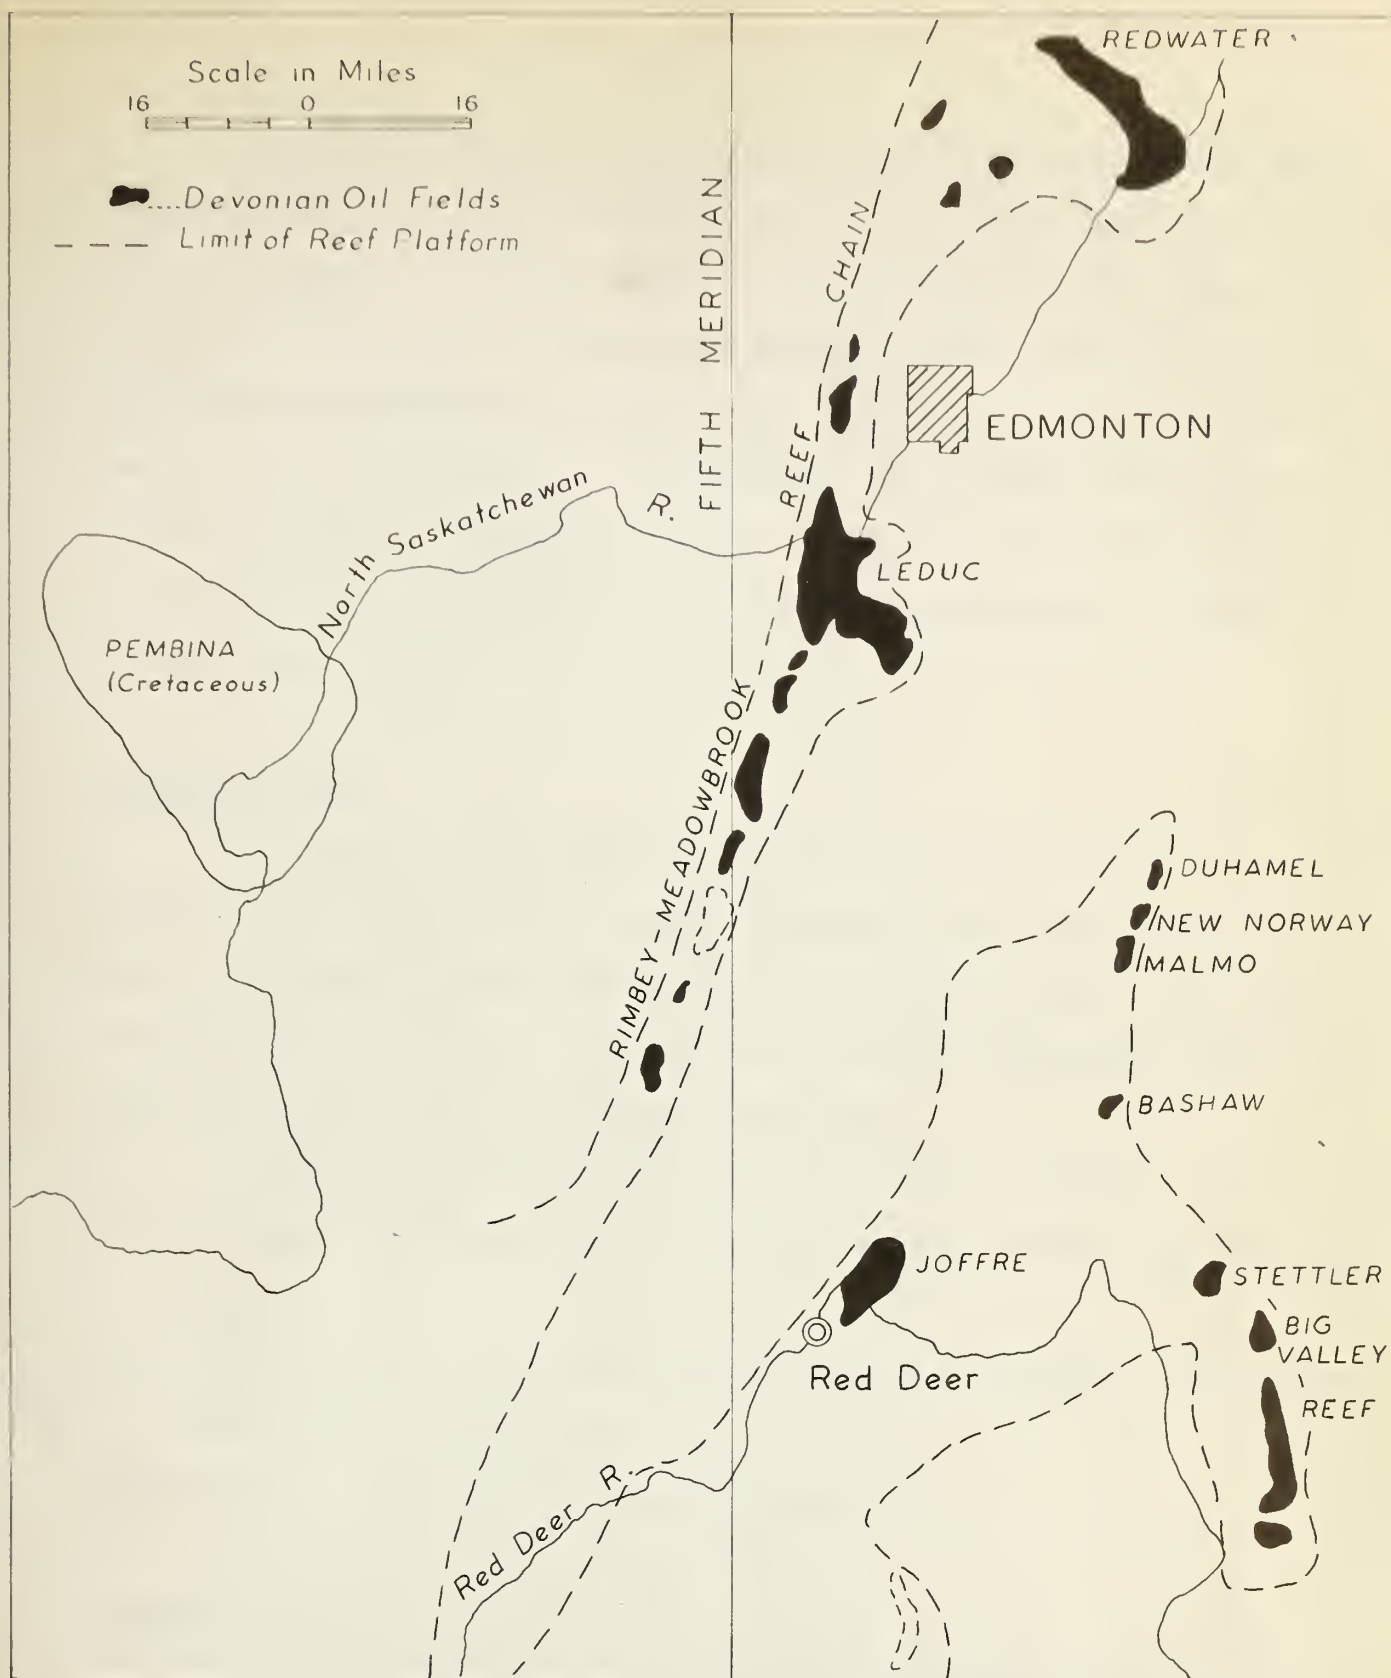 Scale in Miles
16 0 16
....Devonian Oil Fields
Limit of Reef Platform
REDWATER
FIFTH MERIDIAN
RIMBEY-MEADOWBROOK REEF CHAIN
EDMONTON
North Saskatchewan R.
LEDUC
PEMBINA
(Cretaceous)
DUHAMEL
NEW NORWAY
MALMO
BASHAW
JOFFRE
STETTLER
BIG
VALLEY
REEF
Red Deer
Red Deer R.